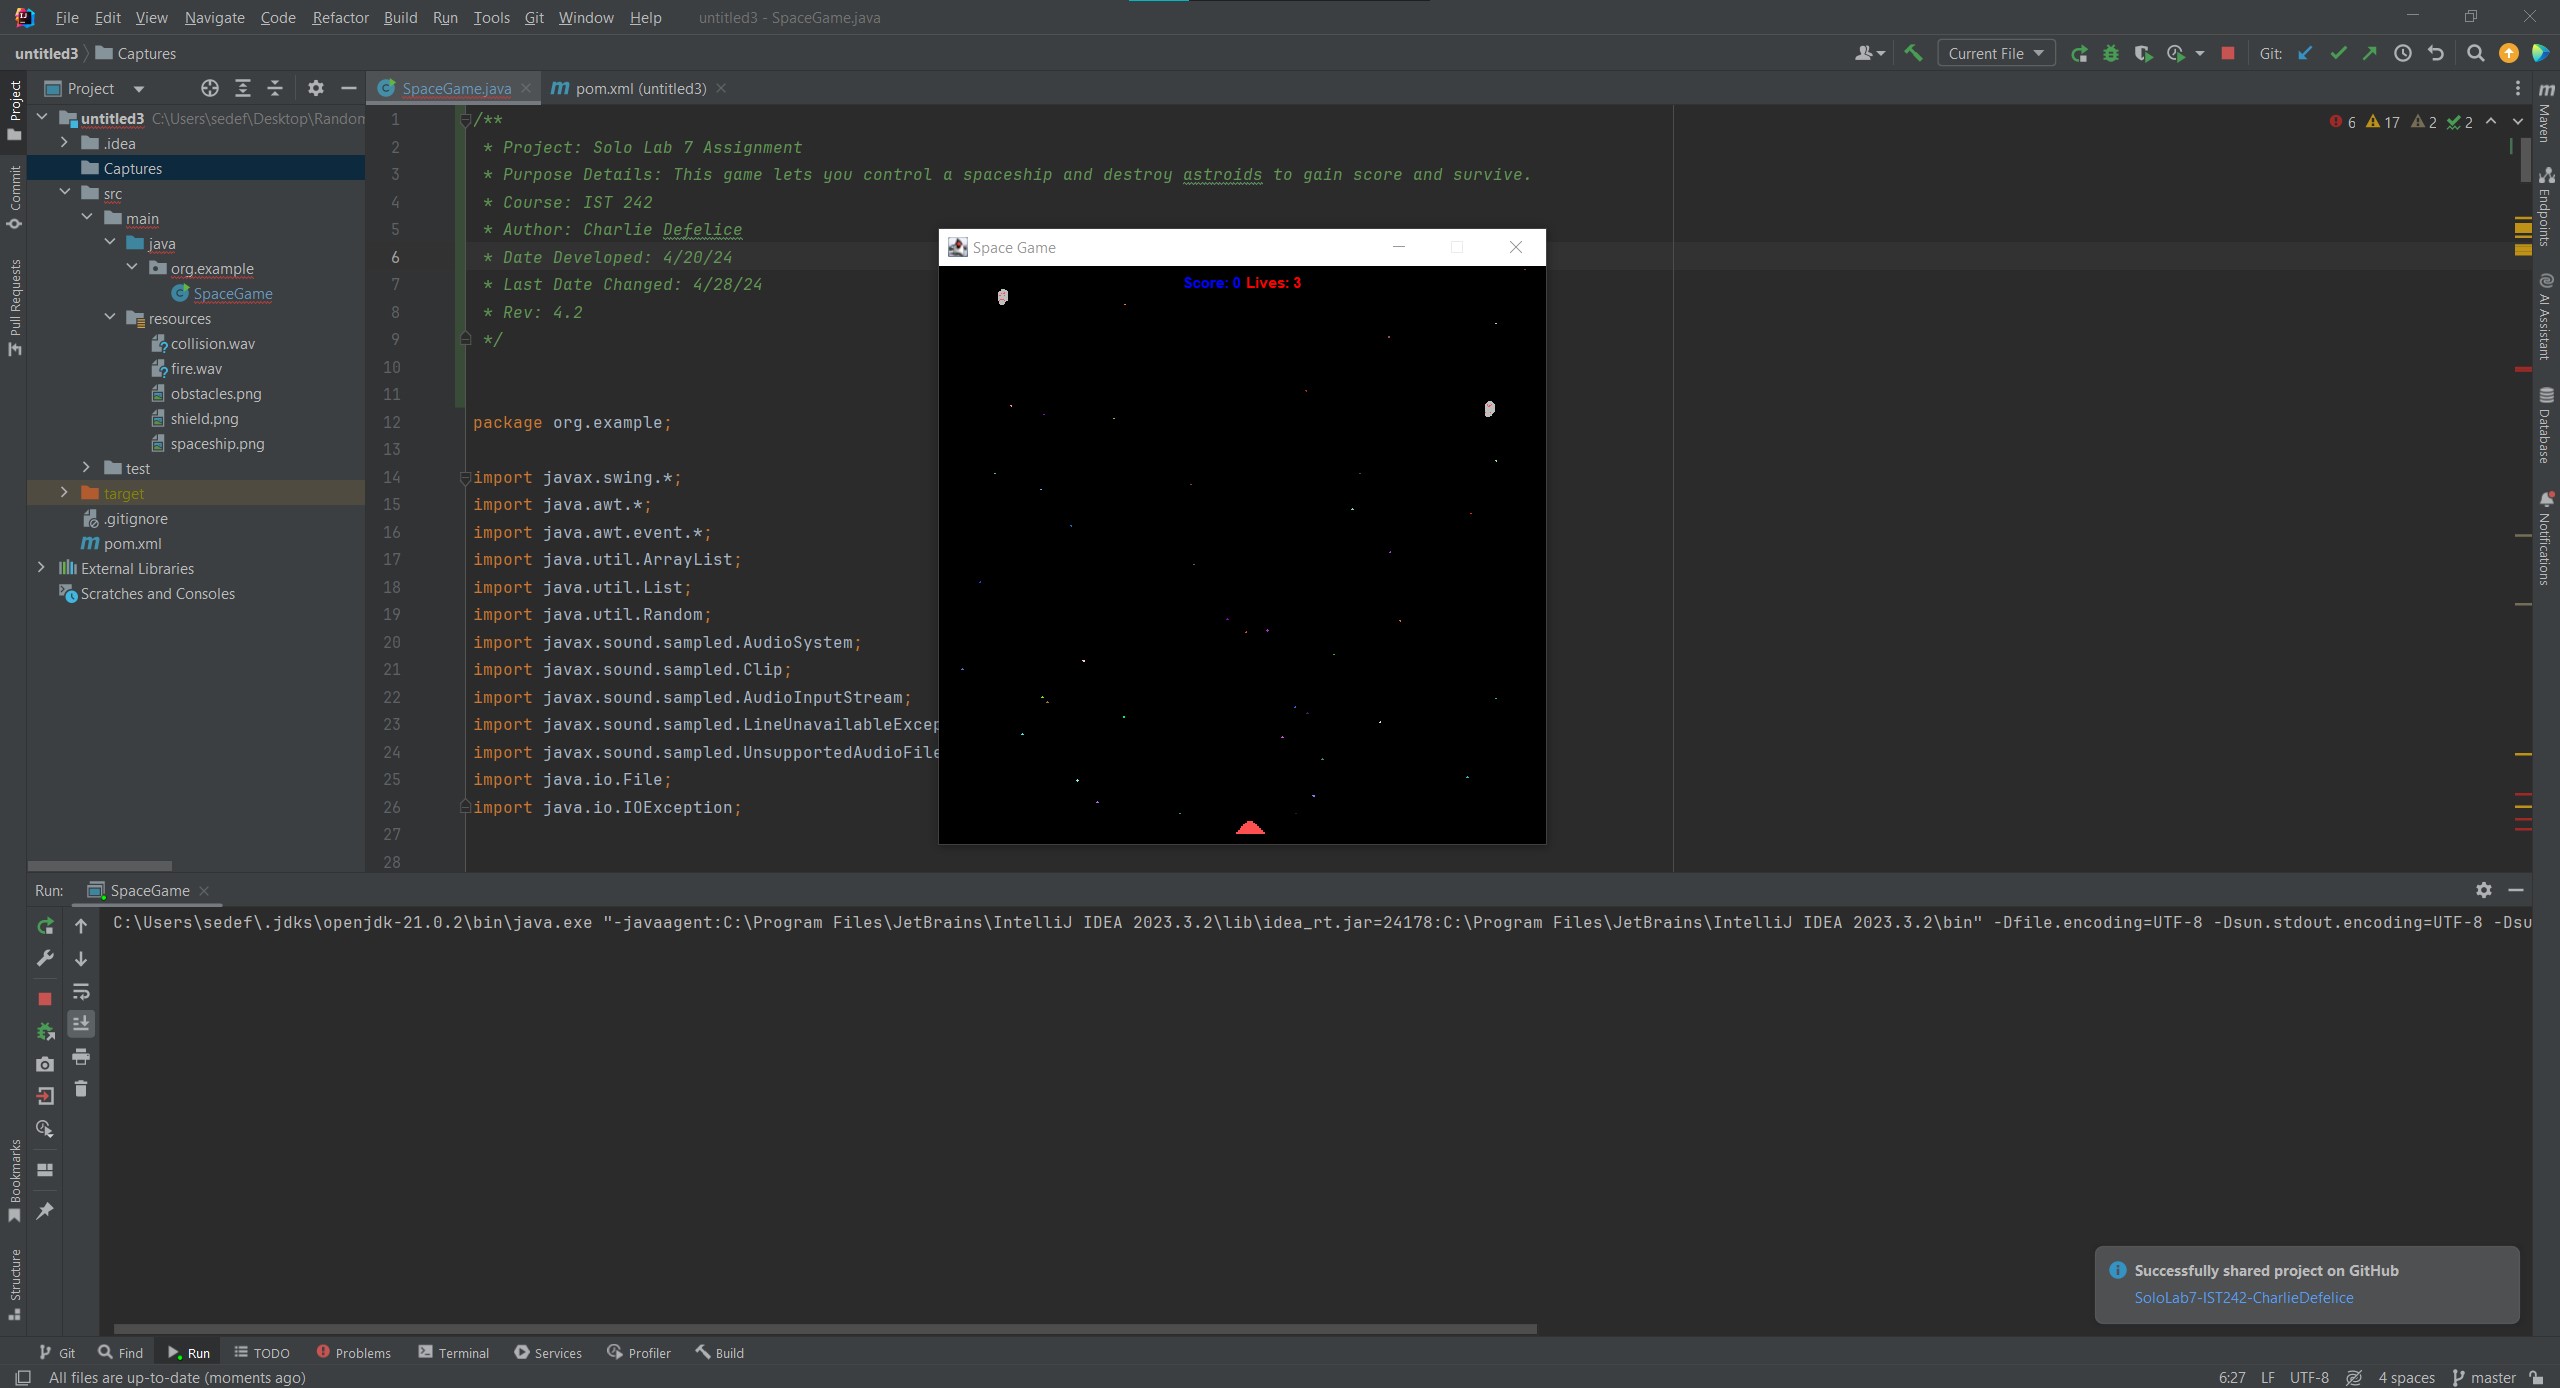 File Edit View Navigate Code Refactor Build Run Tools Git Window Help untitled3 - SpaceGame.java
untitled3 Captures
Current File Git:
Project
SpaceGame.java
pom.xml (untitled3)
untitled3 C:\Users\sedef\Desktop\Random
.idea
Captures
src
main
java
org.example
SpaceGame
resources
collision.wav
fire.wav
obstacles.png
shield.png
spaceship.png
test
target
.gitignore
pom.xml
External Libraries
Scratches and Consoles
Project
Commit
Pull Requests
Bookmarks
Structure
1 /**
2 * Project: Solo Lab 7 Assignment
3 * Purpose Details: This game lets you control a spaceship and destroy astroids to gain score and survive.
4 * Course: IST 242
5 * Author: Charlie Defelice
6 * Date Developed: 4/20/24
7 * Last Date Changed: 4/28/24
8 * Rev: 4.2
9 */
10
11
12 package org.example;
13
14 import javax.swing.*;
15 import java.awt.*;
16 import java.awt.event.*;
17 import java.util.ArrayList;
18 import java.util.List;
19 import java.util.Random;
20 import javax.sound.sampled.AudioSystem;
21 import javax.sound.sampled.Clip;
22 import javax.sound.sampled.AudioInputStream;
23 import javax.sound.sampled.LineUnavailableExcep
24 import javax.sound.sampled.UnsupportedAudioFile
25 import java.io.File;
26 import java.io.IOException;
27
28
6 17 2 2
Space Game
Score: 0 Lives: 3
Maven
Endpoints
AI Assistant
Database
Notifications
Run: SpaceGame
C:\Users\sedef\.jdks\openjdk-21.0.2\bin\java.exe "-javaagent:C:\Program Files\JetBrains\IntelliJ IDEA 2023.3.2\lib\idea_rt.jar=24178:C:\Program Files\JetBrains\IntelliJ IDEA 2023.3.2\bin" -Dfile.encoding=UTF-8 -Dsun.stdout.encoding=UTF-8 -Dsu
Successfully shared project on GitHub
SoloLab7-IST242-CharlieDefelice
Git Find Run TODO Problems Terminal Services Profiler Build
All files are up-to-date (moments ago)
6:27 LF UTF-8 4 spaces master